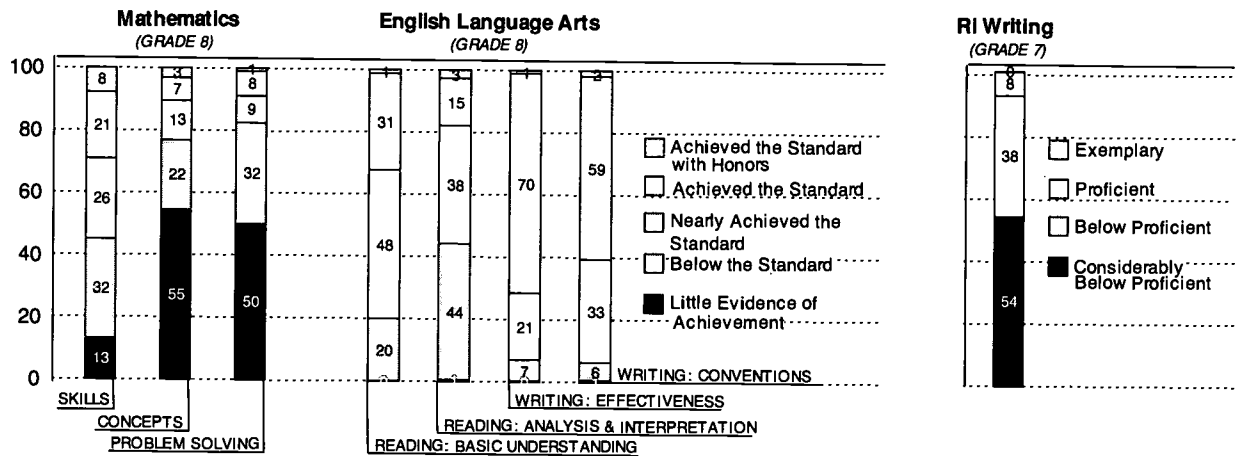 Mathematics
(GRADE 8)
English Language Arts
(GRADE 8)
RI Writing
(GRADE 7)
100
80
60
40
20
0
8
21
26
32
13
3
7
13
22
55
1
8
9
32
50
1
31
48
20
3
15
38
44
1
70
21
7
2
59
33
6
Achieved the Standard
with Honors
Achieved the Standard
Nearly Achieved the
Standard
Below the Standard
Little Evidence of
Achievement
0
8
38
54
Exemplary
Proficient
Below Proficient
Considerably
Below Proficient
SKILLS
CONCEPTS
PROBLEM SOLVING
WRITING: CONVENTIONS
WRITING: EFFECTIVENESS
READING: ANALYSIS & INTERPRETATION
READING: BASIC UNDERSTANDING